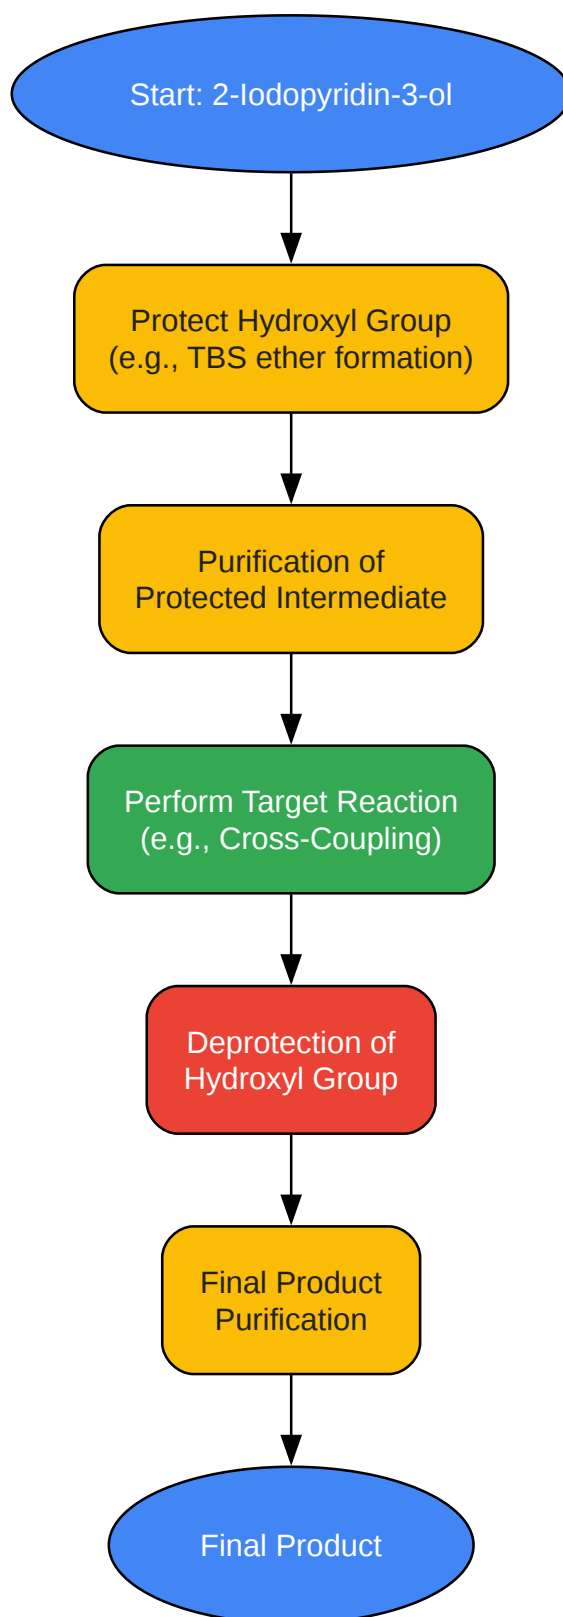 Start: 2-Iodopyridin-3-ol
Protect Hydroxyl Group
(e.g., TBS ether formation)
Purification of
Protected Intermediate
Perform Target Reaction
(e.g., Cross-Coupling)
Deprotection of
Hydroxyl Group
Final Product
Purification
Final Product